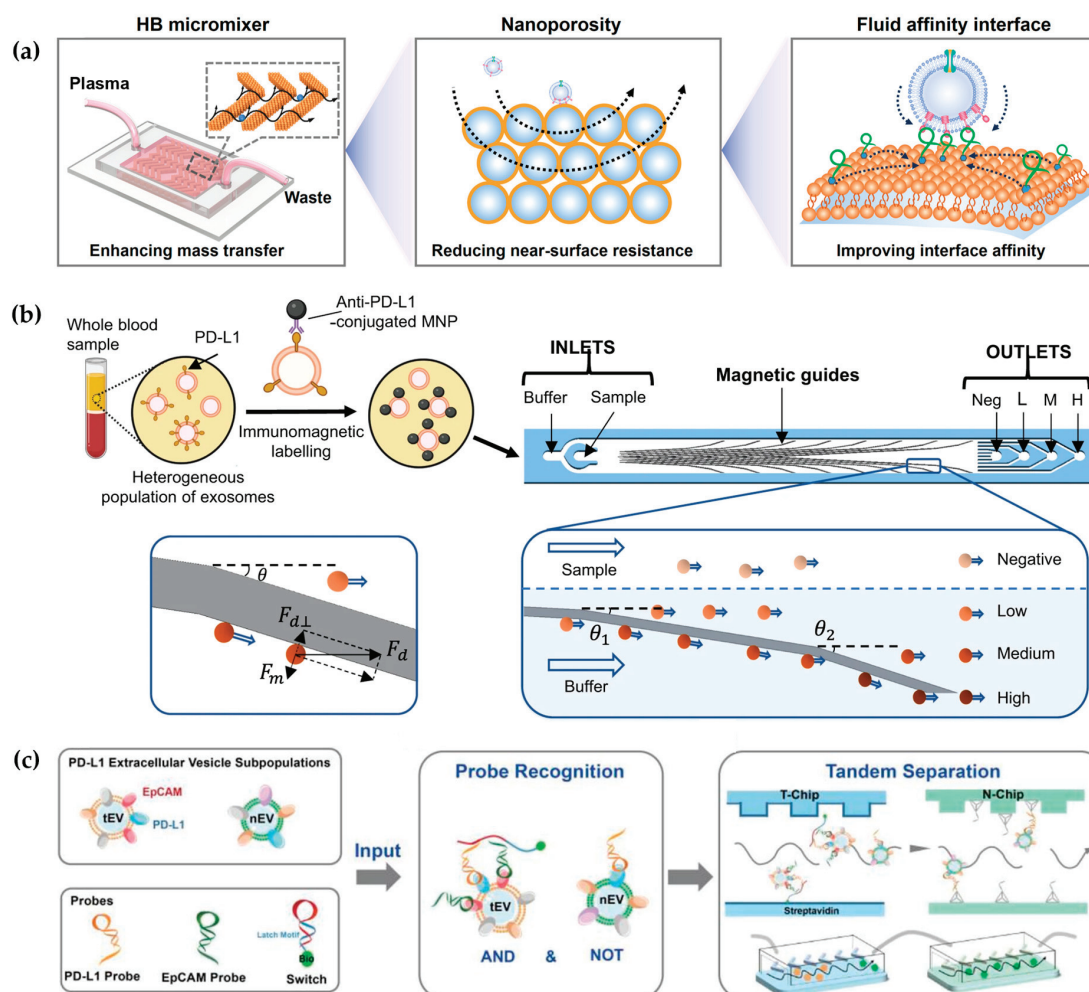 (a)
HB micromixer
Plasma
Waste
Enhancing mass transfer
Nanoporosity
Reducing near-surface resistance
Fluid affinity interface
Improving interface affinity
(b)
Whole blood
sample
PD-L1
Heterogeneous
population of exosomes
Anti-PD-L1
-conjugated MNP
Immunomagnetic
labelling
INLETS
Buffer
Sample
Magnetic guides
OUTLETS
Neg
L
M
H
θ
F_d⊥
F_d
F_m
Sample
Buffer
θ₁
θ₂
Negative
Low
Medium
High
(c)
PD-L1 Extracellular Vesicle Subpopulations
EpCAM
tEV
PD-L1
nEV
Probes
PD-L1 Probe
EpCAM Probe
Latch Motif
Bio
Switch
Input
Probe Recognition
tEV
nEV
AND & NOT
Tandem Separation
T-Chip
N-Chip
Streptavidin